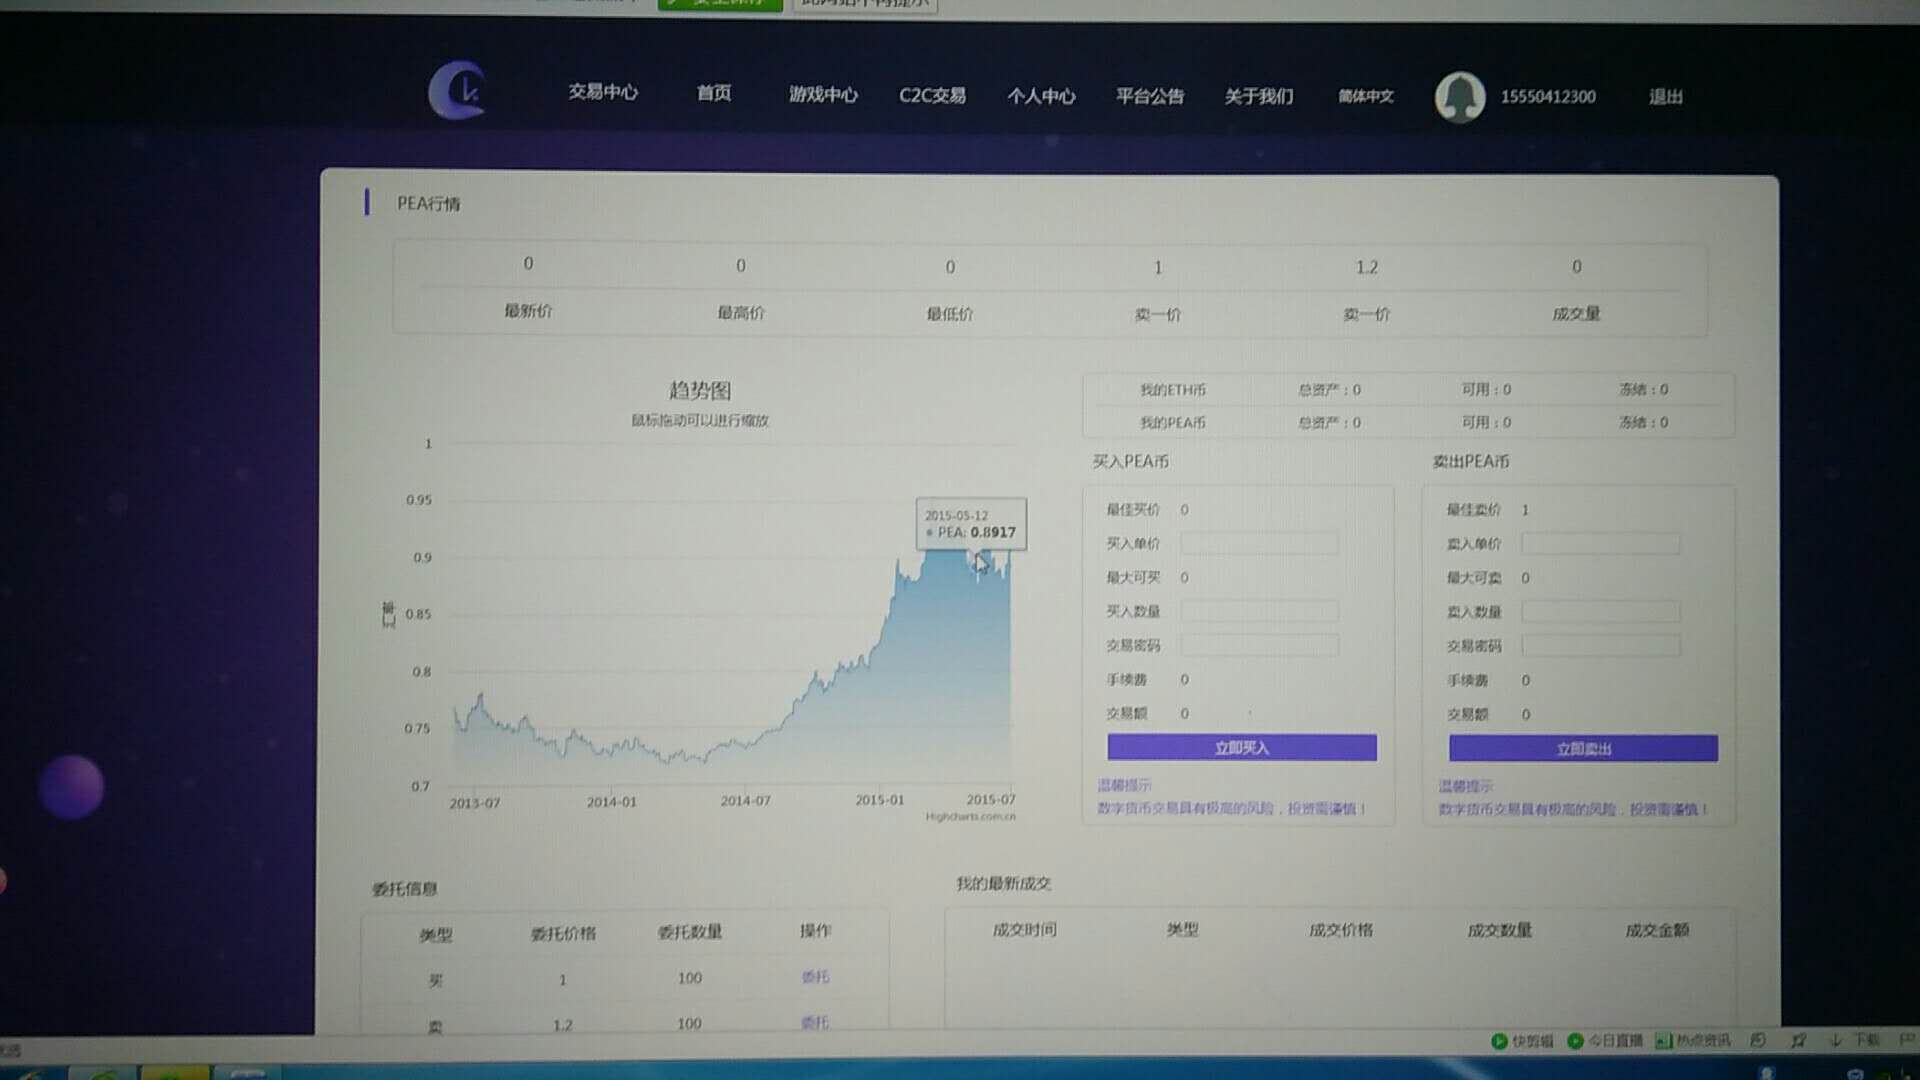 交易中心 首页 游戏中心 C2C交易 个人中心 平台公告 关于我们 简体中文 15550412300 退出
PEA行情
0 0 0 1 1.2 0
最新价 最高价 最低价 卖一价 卖一价 成交量
趋势图
鼠标拖动可以进行缩放
1
0.95
0.9
0.85
0.8
0.75
0.7
2015-05-12
PEA: 0.8917
2013-07 2014-01 2014-07 2015-01 2015-07
Highcharts.com.cn
我的ETH币 总资产：0 可用：0 冻结：0
我的PEA币 总资产：0 可用：0 冻结：0
买入PEA币
最佳买价 0
买入单价
最大可买 0
买入数量
交易密码
手续费 0
交易额 0
立即买入
温馨提示
数字货币交易具有极高的风险，投资需谨慎！
卖出PEA币
最佳卖价 1
卖入单价
最大可卖 0
卖入数量
交易密码
手续费 0
交易额 0
立即卖出
温馨提示
数字货币交易具有极高的风险，投资需谨慎！
委托信息
类型 委托价格 委托数量 操作
买 1 100 委托
卖 1.2 100 委托
我的最新成交
成交时间 类型 成交价格 成交数量 成交金额
快剪辑 今日直播 热点资讯 下载